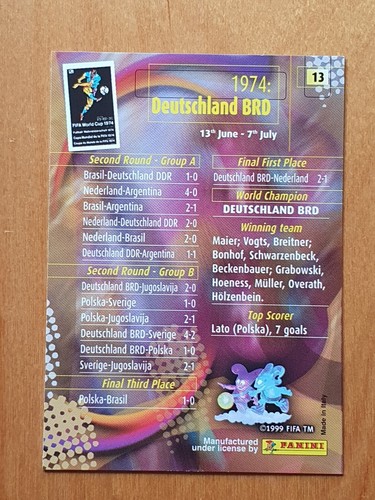 FIFA World Cup 1974
1974:
13
Deutschland BRD
13th June - 7th July
Second Round - Group A
Brasil-Deutschland DDR 1-0
Nederland-Argentina 4-0
Brasil-Argentina 2-1
Nederland-Deutschland DDR 2-0
Nederland-Brasil 2-0
Deutschland DDR-Argentina 1-1
Second Round - Group B
Deutschland BRD-Jugoslavija 2-0
Polska-Sverige 1-0
Polska-Jugoslavija 2-1
Deutschland BRD-Sverige 4-2
Deutschland BRD-Polska 1-0
Sverige-Jugoslavija 2-1
Final Third Place
Polska-Brasil 1-0
Final First Place
Deutschland BRD-Nederland 2-1
World Champion
DEUTSCHLAND BRD
Winning team
Maier; Vogts, Breitner;
Bonhof, Schwarzenbeck,
Beckenbauer; Grabowski,
Hoeness, Müller, Overath,
Hölzenbein.
Top Scorer
Lato (Polska), 7 goals
©1999 FIFA TM
Manufactured
under license by
PANINI
Made in Italy